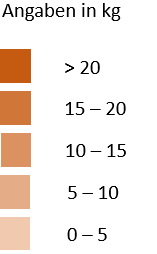 Angaben in kg
> 20
15 – 20
10 – 15
5 – 10
0 – 5